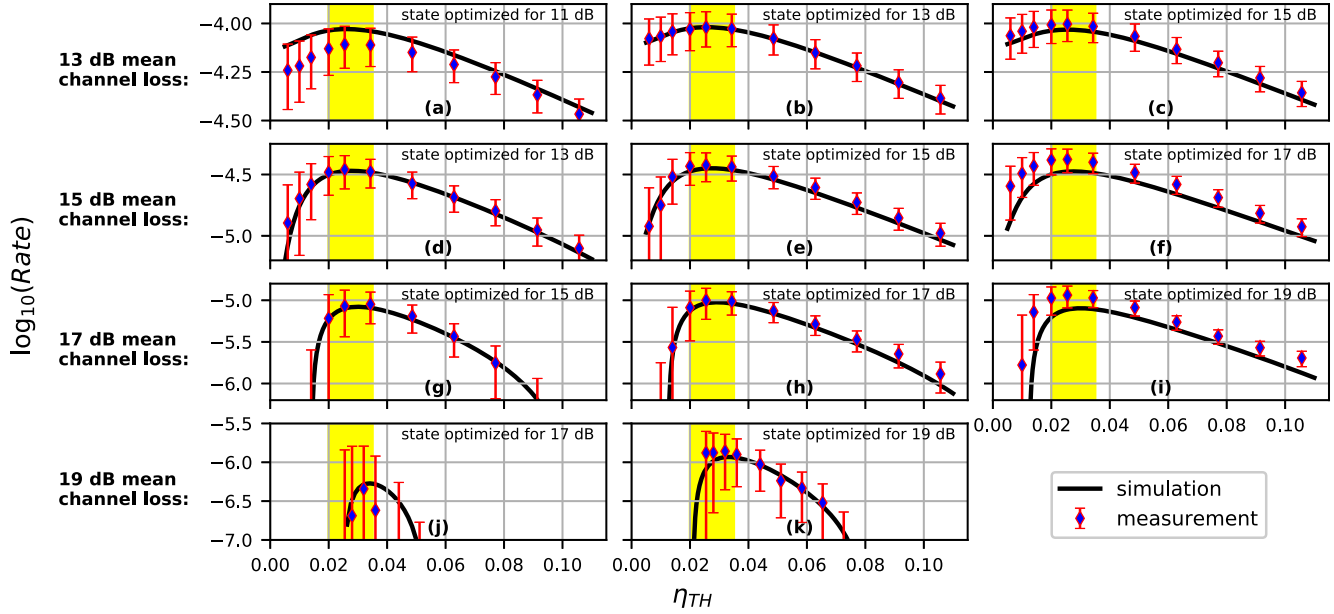 13 dB mean
channel loss:
−4.00
−4.25
−4.50
state optimized for 11 dB
(a)
state optimized for 13 dB
(b)
state optimized for 15 dB
(c)
15 dB mean
channel loss:
−4.5
−5.0
state optimized for 13 dB
(d)
state optimized for 15 dB
(e)
state optimized for 17 dB
(f)
log₁₀(Rate)
17 dB mean
channel loss:
−5.0
−5.5
−6.0
state optimized for 15 dB
(g)
state optimized for 17 dB
(h)
state optimized for 19 dB
(i)
0.00 0.02 0.04 0.06 0.08 0.10
19 dB mean
channel loss:
−5.5
−6.0
−6.5
−7.0
state optimized for 17 dB
(j)
state optimized for 19 dB
(k)
simulation
measurement
0.00 0.02 0.04 0.06 0.08 0.10
0.00 0.02 0.04 0.06 0.08 0.10
η_TH